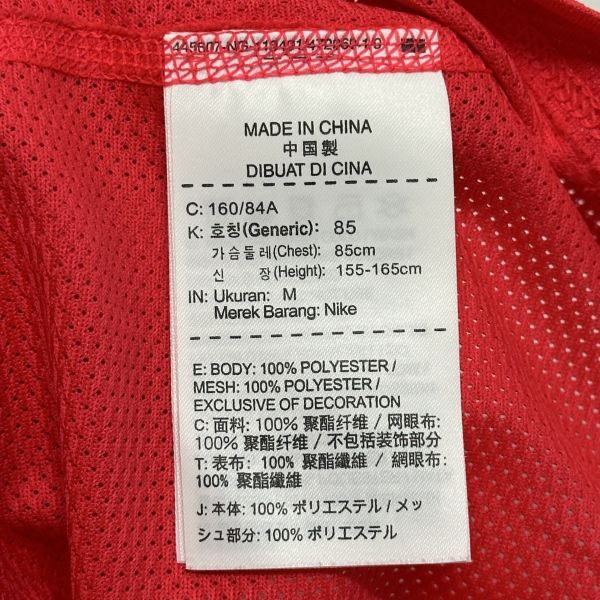 MADE IN CHINA
中国製
DIBUAT DI CINA
C: 160/84A
K: 호칭(Generic): 85
가슴둘레(Chest): 85cm
신 장(Height): 155-165cm
IN: Ukuran: M
Merek Barang: Nike
E: BODY: 100% POLYESTER /
MESH: 100% POLYESTER /
EXCLUSIVE OF DECORATION
C: 面料: 100% 聚酯纤维 / 网眼布:
100% 聚酯纤维 / 不包括装饰部分
T: 表布: 100% 聚酯纖維 / 網眼布:
100% 聚酯纖維
J: 本体: 100% ポリエステル / メッ
シュ部分: 100% ポリエステル